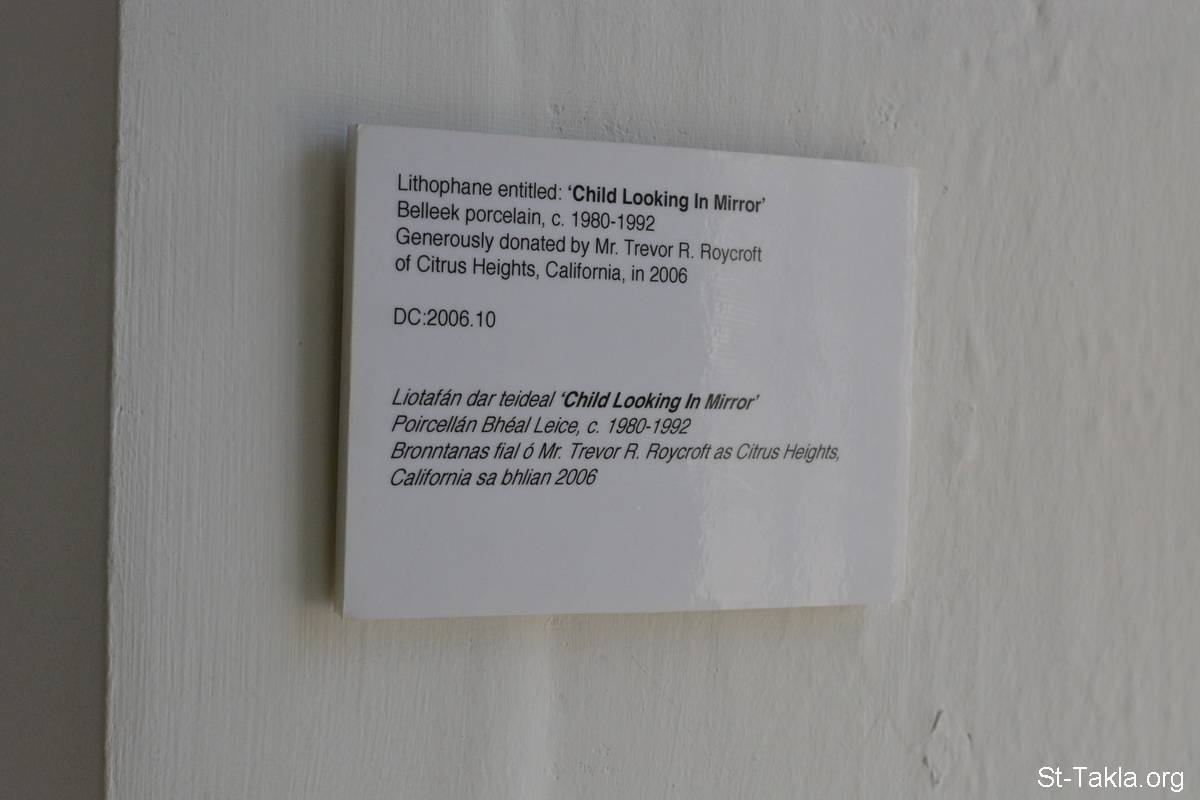 Lithophane entitled: ‘Child Looking In Mirror’
Belleek porcelain, c. 1980-1992
Generously donated by Mr. Trevor R. Roycroft
of Citrus Heights, California, in 2006
DC:2006.10
Liotafán dar teideal ‘Child Looking In Mirror’
Poircellán Bhéal Leice, c. 1980-1992
Bronntanas fial ó Mr. Trevor R. Roycroft as Citrus Heights,
California sa bhlian 2006
St-Takla.org